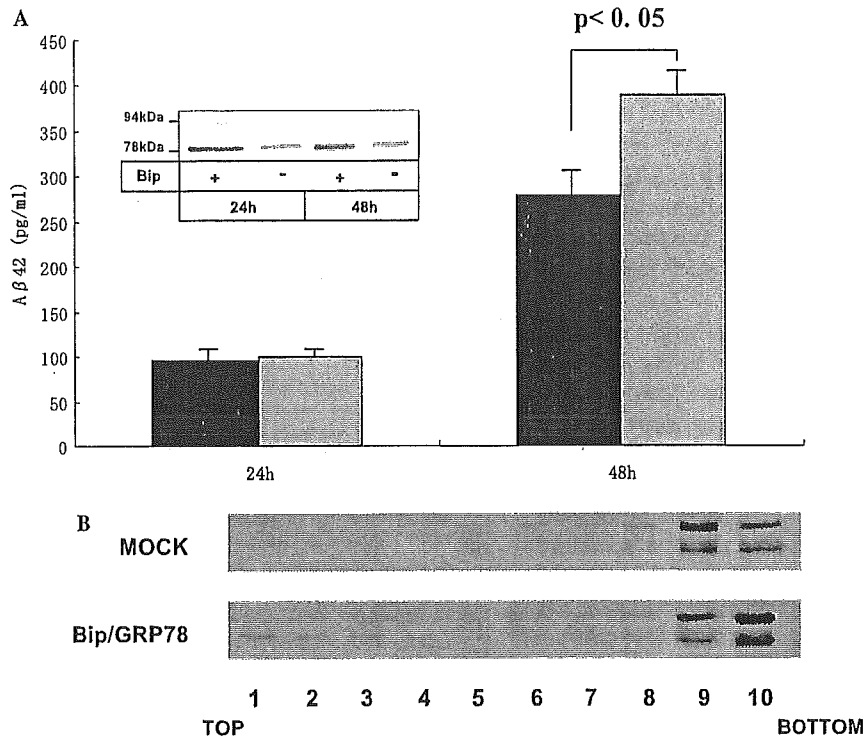 A
p< 0. 05
450
400
350
300
250
200
150
100
50
0
Aβ42 (pg/ml)
94kDa
78kDa
Bip + - + -
24h 48h
24h 48h
B
MOCK
Bip/GRP78
1 2 3 4 5 6 7 8 9 10
TOP BOTTOM